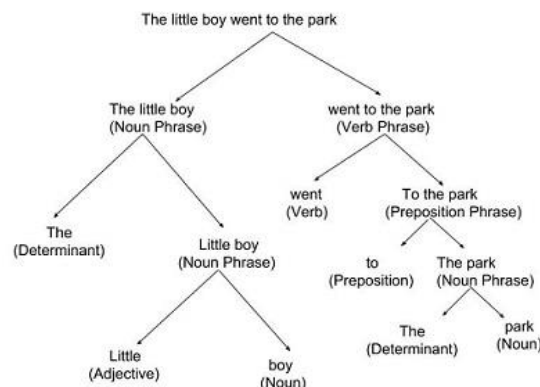 The little boy went to the park
The little boy
(Noun Phrase)
went to the park
(Verb Phrase)
went
(Verb)
To the park
(Preposition Phrase)
The
(Determinant)
Little boy
(Noun Phrase)
to
(Preposition)
The park
(Noun Phrase)
Little
(Adjective)
boy
(Noun)
The
(Determinant)
park
(Noun)